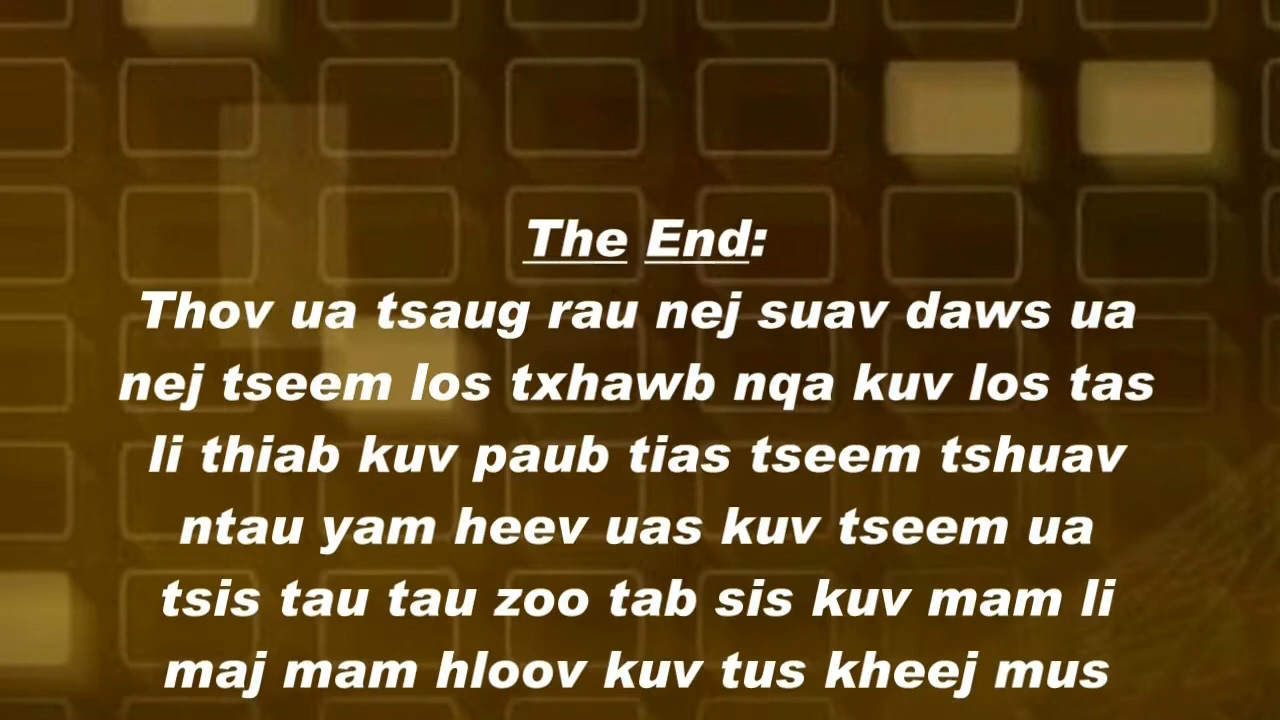 The End:
Thov ua tsaug rau nej suav daws ua
nej tseem los txhawb nqa kuv los tas
li thiab kuv paub tias tseem tshuav
ntau yam heev uas kuv tseem ua
tsis tau tau zoo tab sis kuv mam li
maj mam hloov kuv tus kheej mus